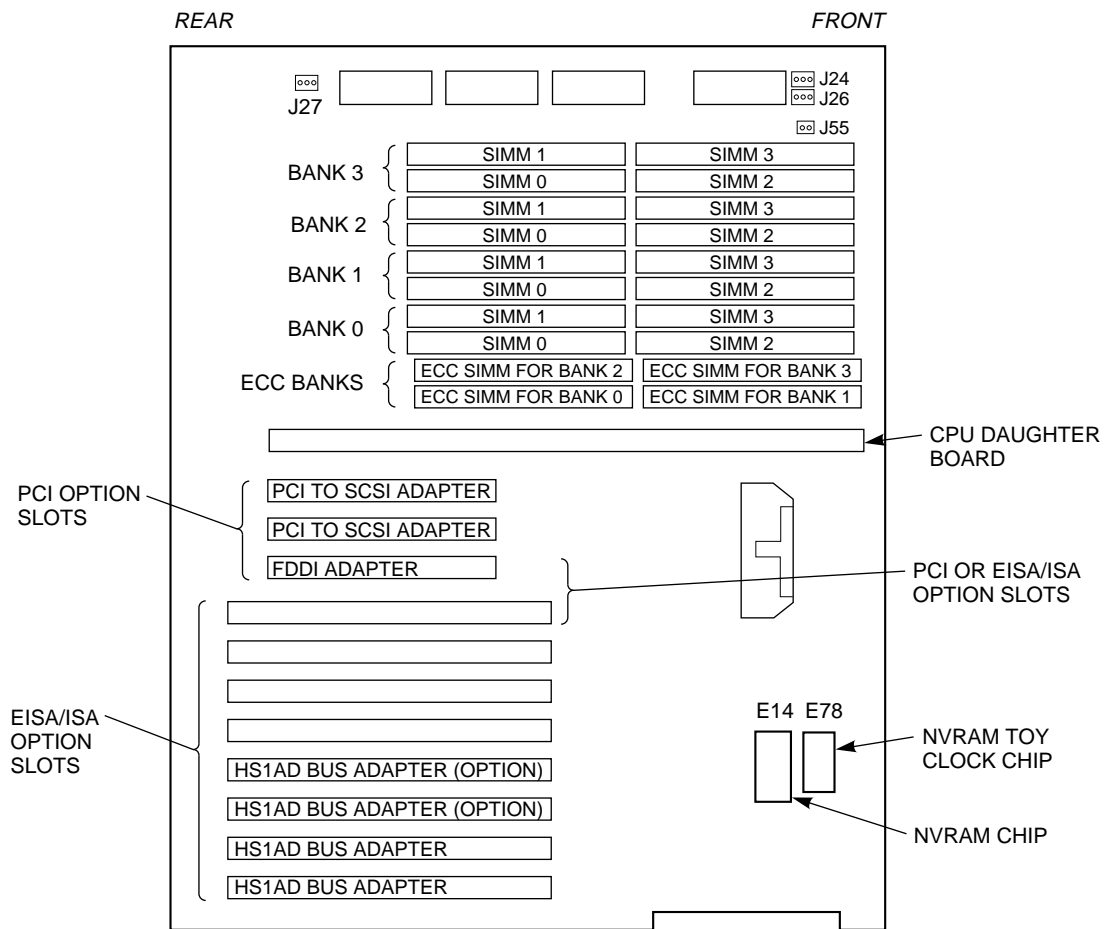 REAR
FRONT
J27
J24
J26
J55
BANK 3
SIMM 1
SIMM 3
SIMM 0
SIMM 2
BANK 2
SIMM 1
SIMM 3
SIMM 0
SIMM 2
BANK 1
SIMM 1
SIMM 3
SIMM 0
SIMM 2
BANK 0
SIMM 1
SIMM 3
SIMM 0
SIMM 2
ECC BANKS
ECC SIMM FOR BANK 2
ECC SIMM FOR BANK 3
ECC SIMM FOR BANK 0
ECC SIMM FOR BANK 1
CPU DAUGHTER
BOARD
PCI OPTION
SLOTS
PCI TO SCSI ADAPTER
PCI TO SCSI ADAPTER
FDDI ADAPTER
PCI OR EISA/ISA
OPTION SLOTS
EISA/ISA
OPTION
SLOTS
HS1AD BUS ADAPTER (OPTION)
HS1AD BUS ADAPTER (OPTION)
HS1AD BUS ADAPTER
HS1AD BUS ADAPTER
E14
E78
NVRAM TOY
CLOCK CHIP
NVRAM CHIP